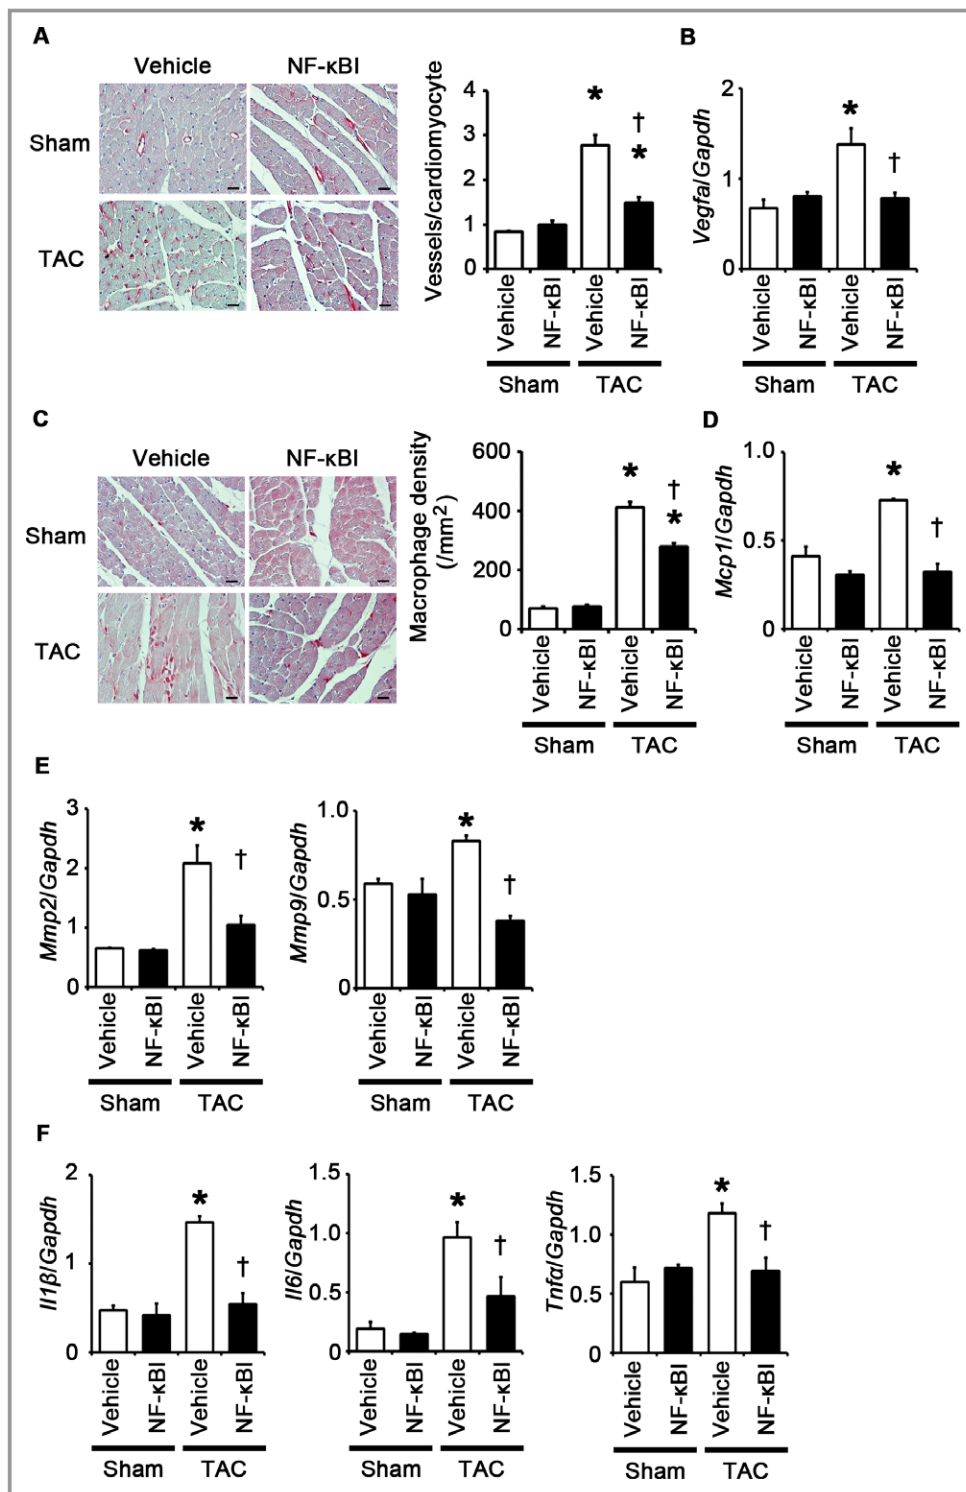 A
Vehicle NF-κBI
Sham
TAC
Vessels/cardiomyocyte
5
4
3
2
1
0
*
*
†
Vehicle
NF-κBI
Vehicle
NF-κBI
Sham TAC
B
Vegfa/Gapdh
2
1
0
*
†
Vehicle
NF-κBI
Vehicle
NF-κBI
Sham TAC
C
Vehicle NF-κBI
Sham
TAC
Macrophage density
(/mm²)
600
400
200
0
*
†
*
Vehicle
NF-κBI
Vehicle
NF-κBI
Sham TAC
D
Mcp1/Gapdh
1.0
0.5
0
*
†
Vehicle
NF-κBI
Vehicle
NF-κBI
Sham TAC
E
Mmp2/Gapdh
3
2
1
0
*
†
Vehicle
NF-κBI
Vehicle
NF-κBI
Sham TAC
Mmp9/Gapdh
1.0
0.5
0
*
†
Vehicle
NF-κBI
Vehicle
NF-κBI
Sham TAC
F
Il1β/Gapdh
2
1
0
*
†
Vehicle
NF-κBI
Vehicle
NF-κBI
Sham TAC
Il6/Gapdh
1.5
1.0
0.5
0
*
†
Vehicle
NF-κBI
Vehicle
NF-κBI
Sham TAC
Tnfα/Gapdh
1.5
1.0
0.5
0
*
†
Vehicle
NF-κBI
Vehicle
NF-κBI
Sham TAC